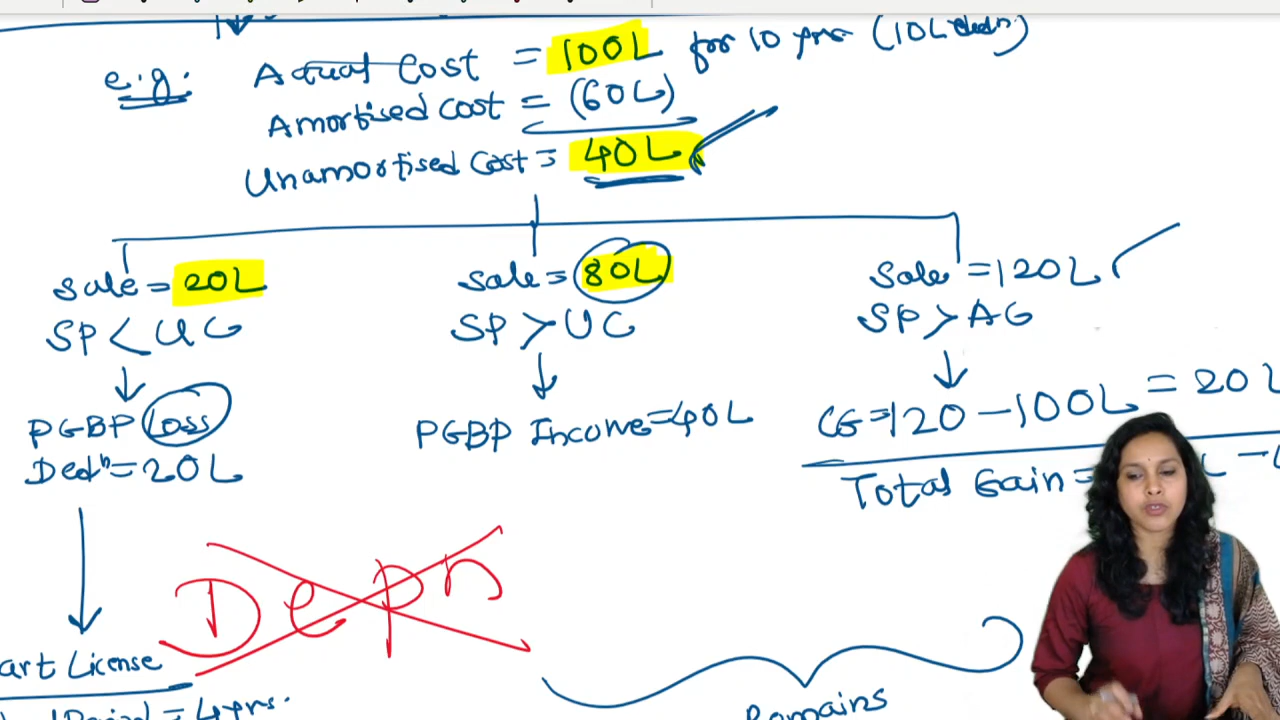 e.g. Actual Cost = 100L for 10 yrs (10L dedn)
Amortised Cost = (60L)
Unamortised Cost = 40L
Sale = 20L
SP < UC
PGBP Loss
Dedn = 20L
Sale = 80L
SP > UC
PGBP Income = 40L
Sale = 120L
SP > AC
CG = 120 - 100L = 20L
Total Gain =
Depn
art License
= 4 yrs.
Remains